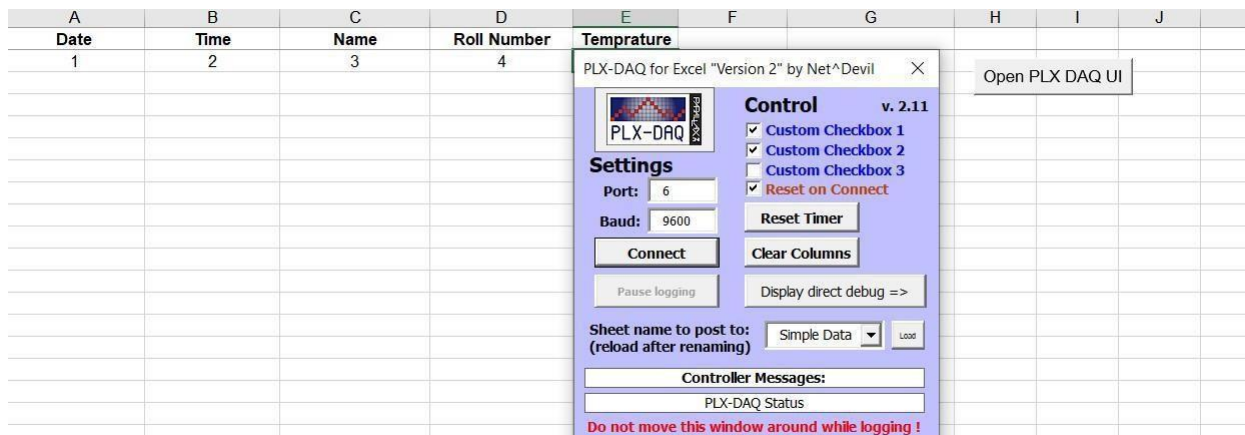 A B C D E F G H I J
Date Time Name Roll Number Temprature
1 2 3 4
PLX-DAQ for Excel "Version 2" by Net^Devil
Open PLX DAQ UI
PLX-DAQ
PARALLAX
Control v. 2.11
Custom Checkbox 1
Custom Checkbox 2
Custom Checkbox 3
Reset on Connect
Settings
Port: 6
Baud: 9600
Reset Timer
Connect
Clear Columns
Pause logging
Display direct debug =>
Sheet name to post to:
(reload after renaming)
Simple Data
Load
Controller Messages:
PLX-DAQ Status
Do not move this window around while logging !